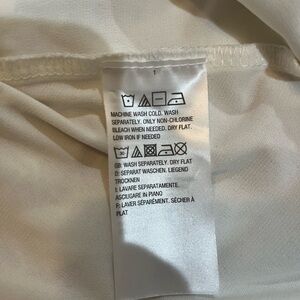 1
MACHINE WASH COLD. WASH
SEPARATELY. ONLY NON-CHLORINE
BLEACH WHEN NEEDED. DRY FLAT.
LOW IRON IF NEEDED
GB: WASH SEPARATELY. DRY FLAT
D: SEPARAT WASCHEN. LIEGEND
TROCKNEN
I: LAVARE SEPARATAMENTE.
ASCIUGARE IN PIANO
F: LAVER SÉPARÉMENT. SÉCHER À
PLAT